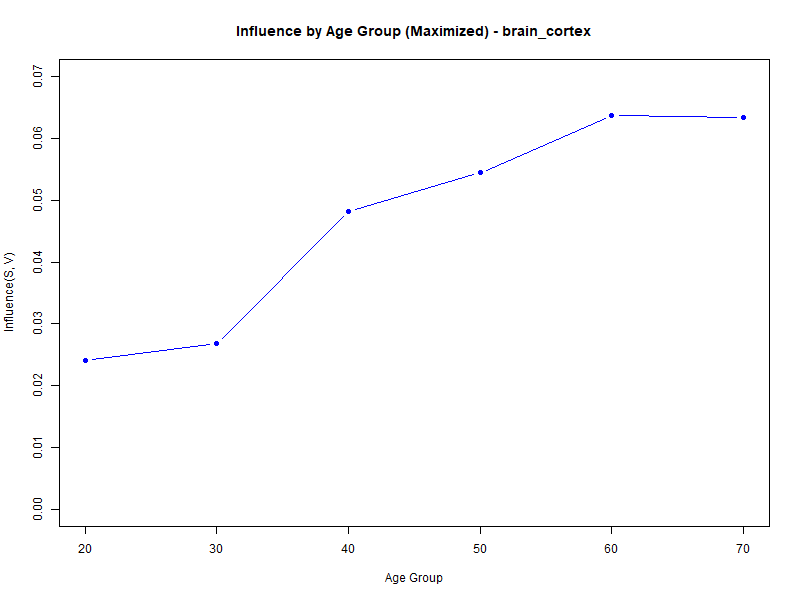 Influence by Age Group (Maximized) - brain_cortex
Influence(S, V)
0.07
0.06
0.05
0.04
0.03
0.02
0.01
0.00
20 30 40 50 60 70
Age Group